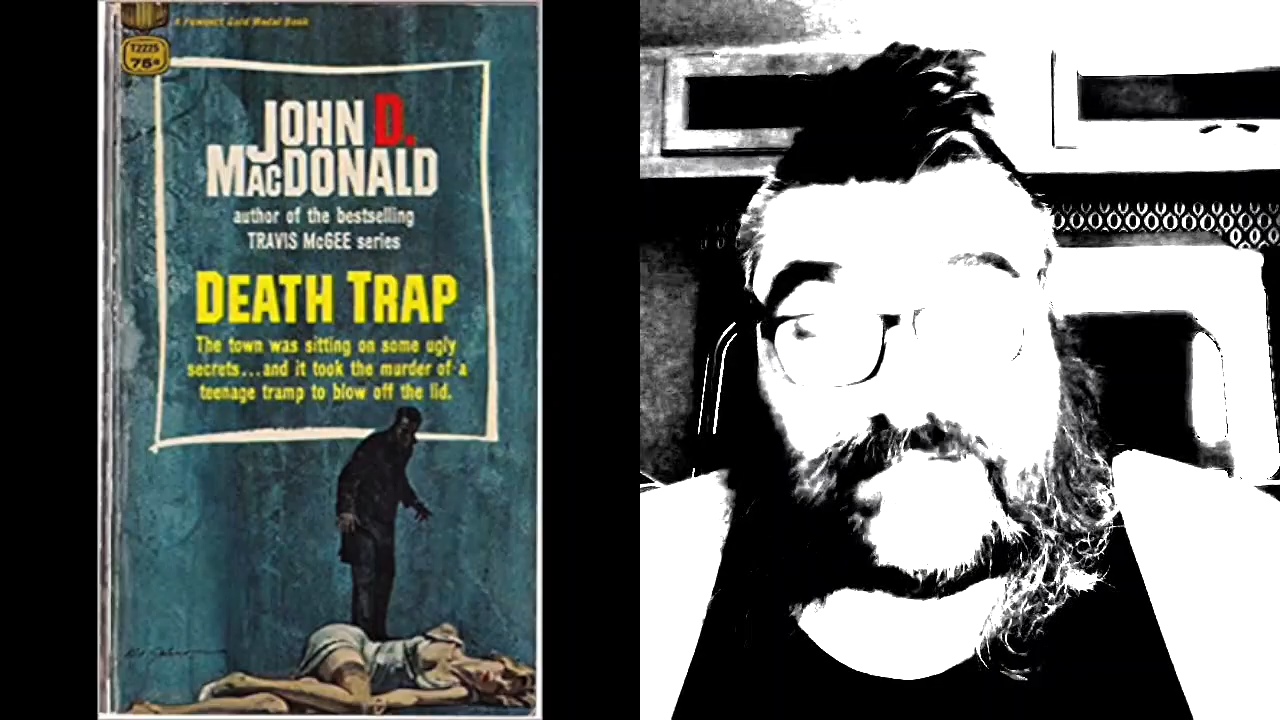 A Fawcett Gold Medal Book
T2225
75¢
JOHN D.
MACDONALD
author of the bestselling
TRAVIS McGEE series
DEATH TRAP
The town was sitting on some ugly
secrets...and it took the murder of a
teenage tramp to blow off the lid.